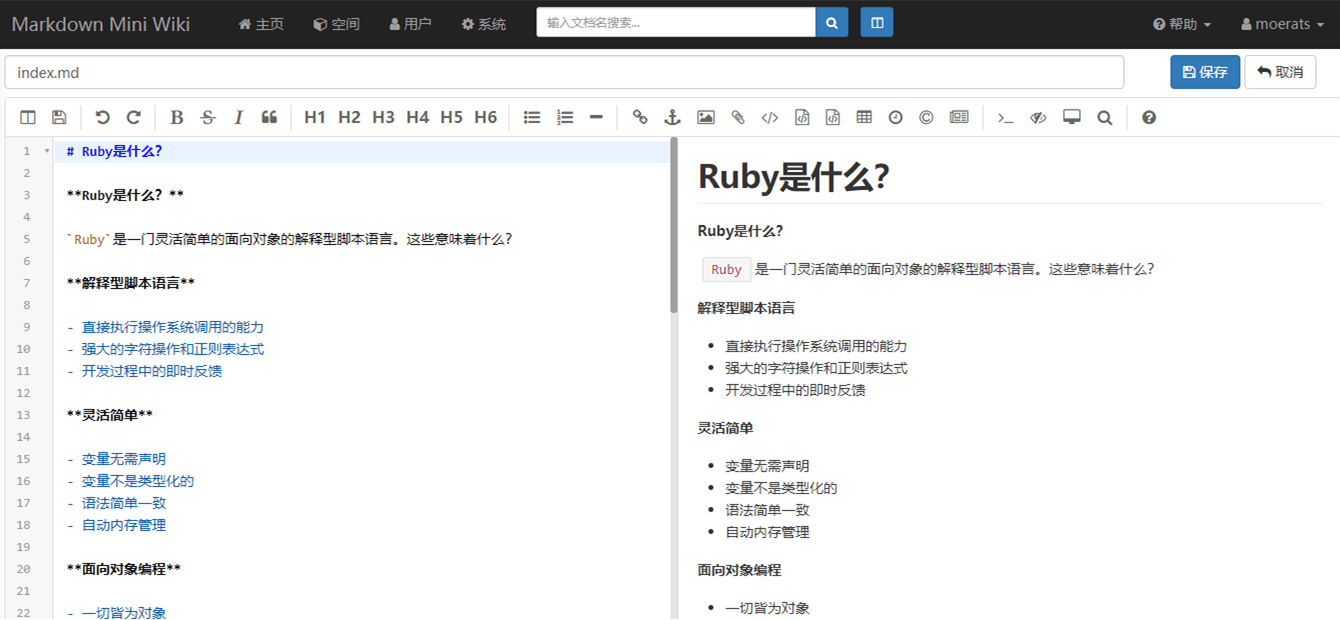 Markdown Mini Wiki 主页 空间 用户 系统 输入文档名搜索... 帮助 moerats
index.md 保存 取消
B S I H1 H2 H3 H4 H5 H6
1 # Ruby是什么?
2
3 **Ruby是什么? **
4
5 `Ruby`是一门灵活简单的面向对象的解释型脚本语言。这些意味着什么?
6
7 **解释型脚本语言**
8
9 - 直接执行操作系统调用的能力
10 - 强大的字符操作和正则表达式
11 - 开发过程中的即时反馈
12
13 **灵活简单**
14
15 - 变量无需声明
16 - 变量不是类型化的
17 - 语法简单一致
18 - 自动内存管理
19
20 **面向对象编程**
21
22 - 一切皆为对象
Ruby是什么?
Ruby是什么?
Ruby 是一门灵活简单的面向对象的解释型脚本语言。这些意味着什么?
解释型脚本语言
• 直接执行操作系统调用的能力
• 强大的字符操作和正则表达式
• 开发过程中的即时反馈
灵活简单
• 变量无需声明
• 变量不是类型化的
• 语法简单一致
• 自动内存管理
面向对象编程
• 一切皆为对象